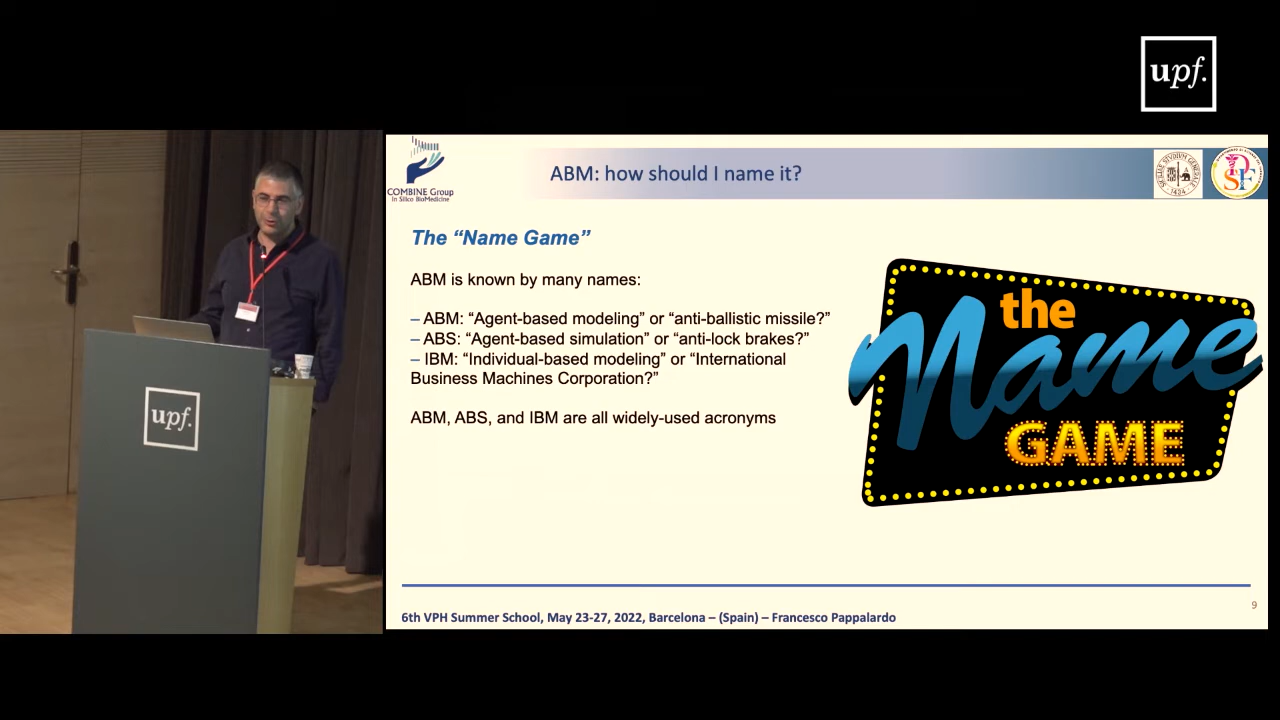 upf.
COMBINE Group
In Silico BioMedicine
ABM: how should I name it?
The “Name Game”
ABM is known by many names:
– ABM: “Agent-based modeling” or “anti-ballistic missile?”
– ABS: “Agent-based simulation” or “anti-lock brakes?”
– IBM: “Individual-based modeling” or “International
Business Machines Corporation?”
ABM, ABS, and IBM are all widely-used acronyms
the
Name
GAME
upf.
9
6th VPH Summer School, May 23-27, 2022, Barcelona – (Spain) – Francesco Pappalardo